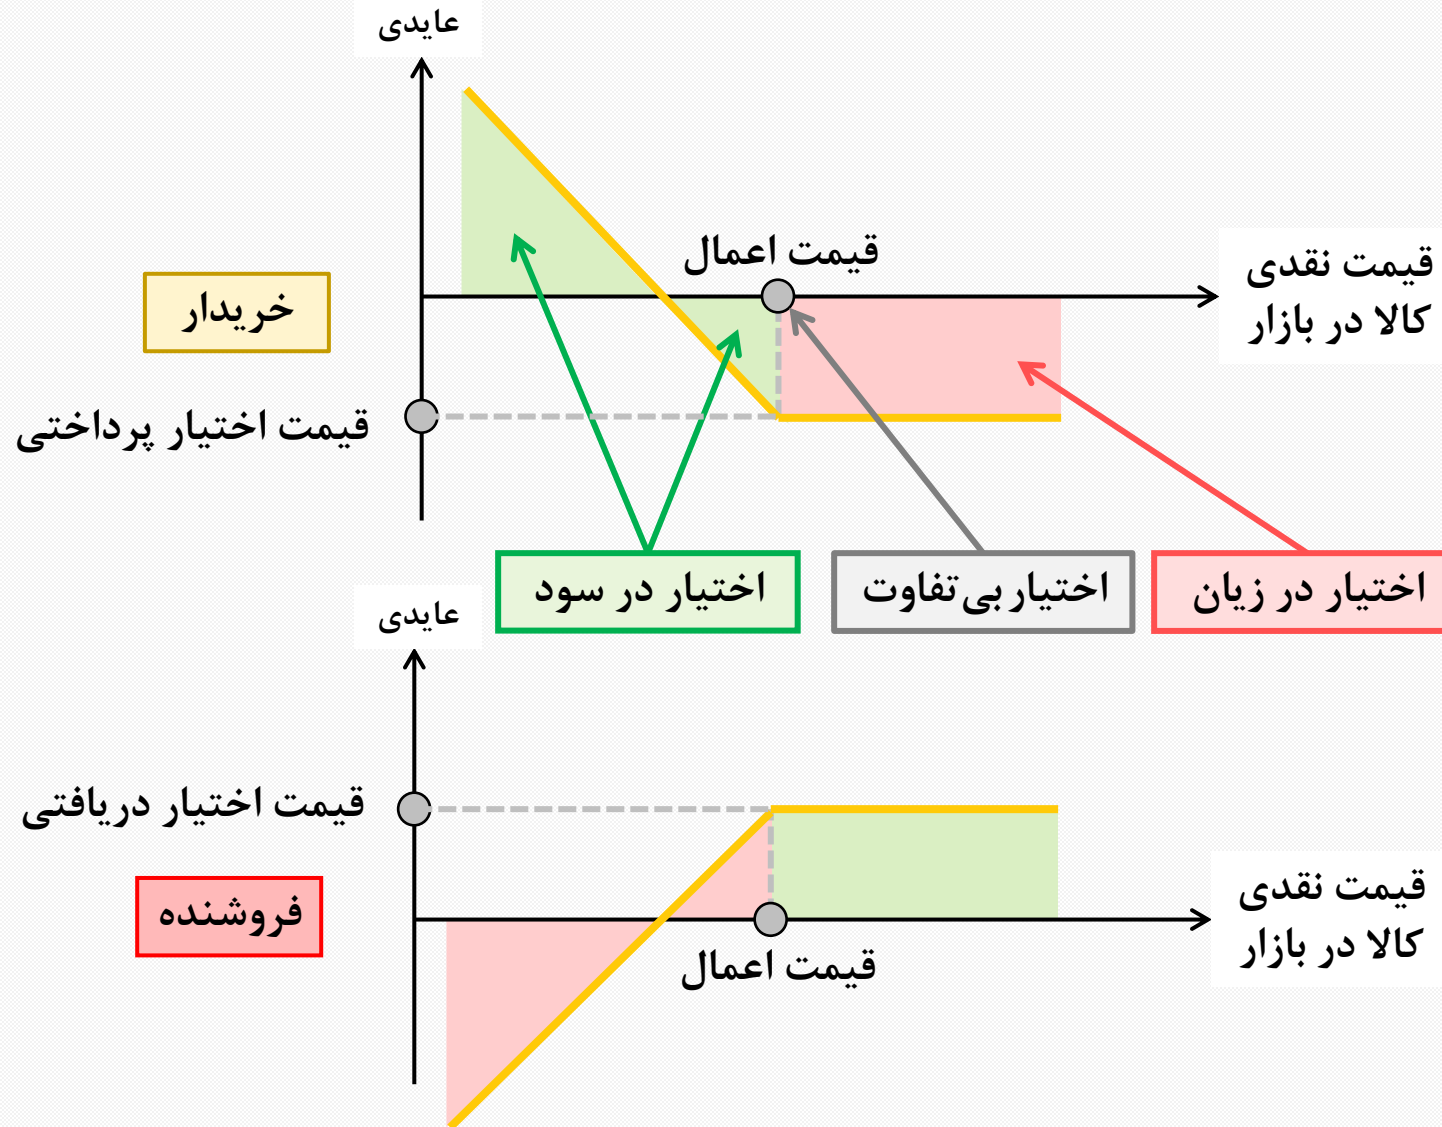 عایدی
قیمت اعمال
قیمت نقدی
کالا در بازار
خریدار
قیمت اختیار پرداختی
اختیار در سود
اختیار بی‌تفاوت
اختیار در زیان
عایدی
قیمت اختیار دریافتی
قیمت نقدی
کالا در بازار
فروشنده
قیمت اعمال